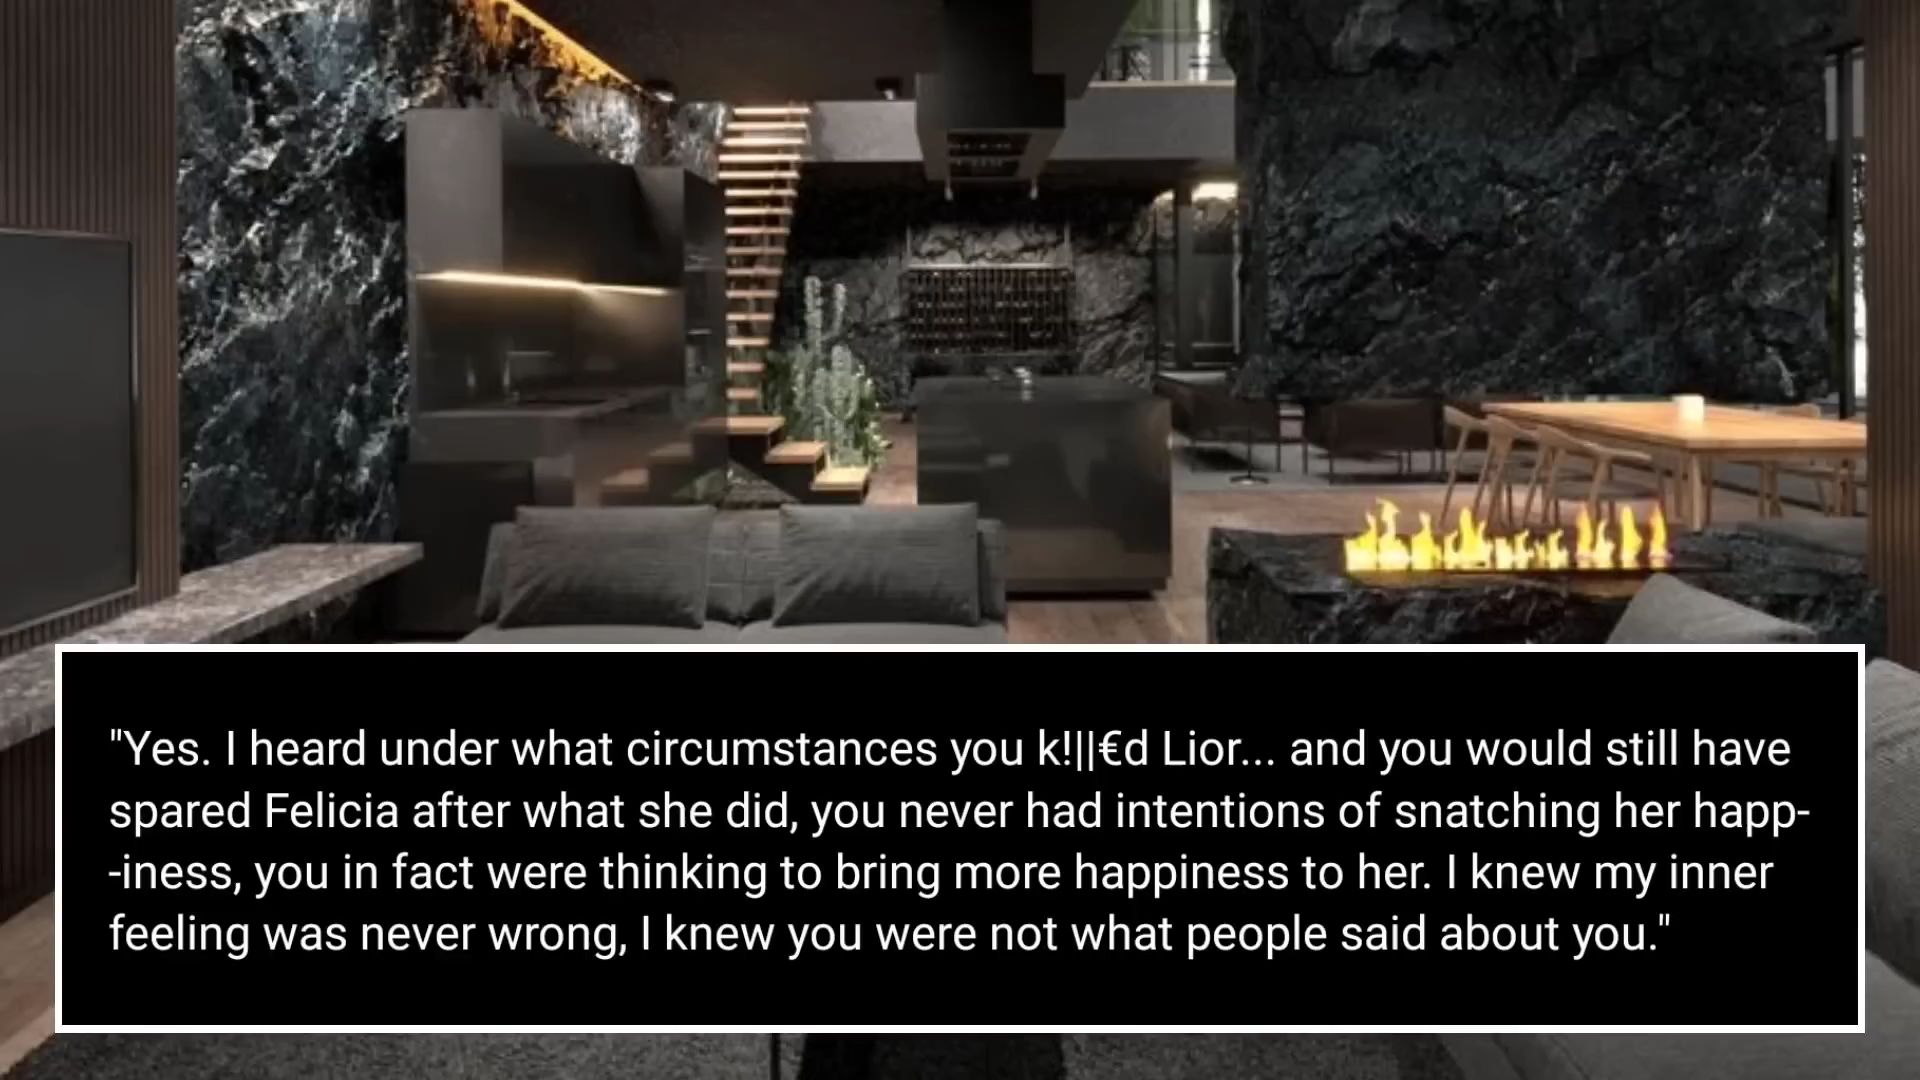 "Yes. I heard under what circumstances you k!||€d Lior... and you would still have
spared Felicia after what she did, you never had intentions of snatching her happ-
-iness, you in fact were thinking to bring more happiness to her. I knew my inner
feeling was never wrong, I knew you were not what people said about you."